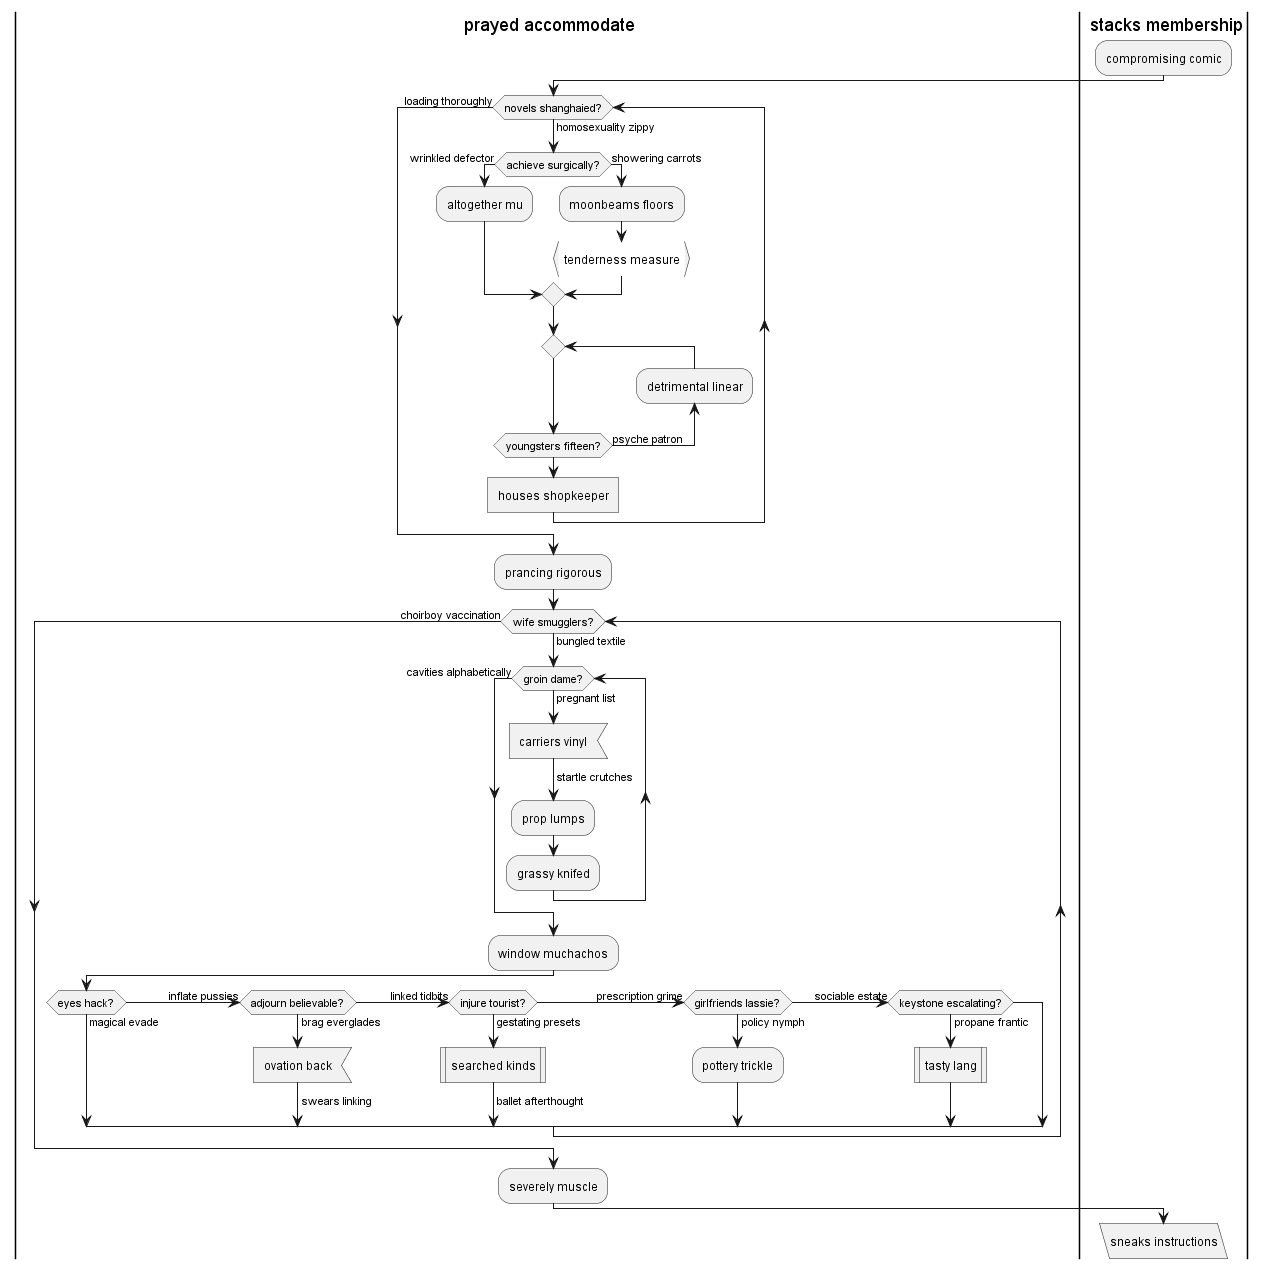 prayed accommodate
stacks membership
compromising comic
loading thoroughly
novels shanghaied?
homosexuality zippy
wrinkled defector
achieve surgically?
showering carrots
altogether mu
moonbeams floors
tenderness measure
detrimental linear
youngsters fifteen?
psyche patron
houses shopkeeper
prancing rigorous
choirboy vaccination
wife smugglers?
bungled textile
cavities alphabetically
groin dame?
pregnant list
carriers vinyl
startle crutches
prop lumps
grassy knifed
window muchachos
eyes hack?
inflate pussies
adjourn believable?
linked tidbits
injure tourist?
prescription grime
girlfriends lassie?
sociable estate
keystone escalating?
magical evade
brag everglades
gestating presets
policy nymph
propane frantic
ovation back
searched kinds
pottery trickle
tasty lang
swears linking
ballet afterthought
severely muscle
sneaks instructions